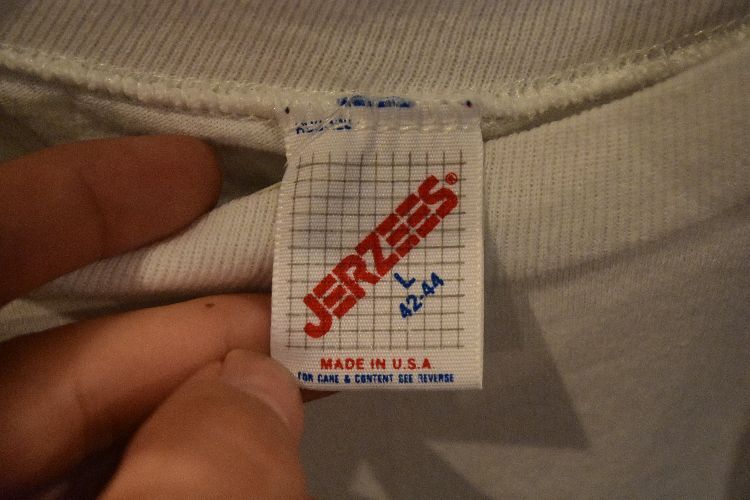 JERZEES®
L
42-44
MADE IN U.S.A
FOR CARE & CONTENT SEE REVERSE